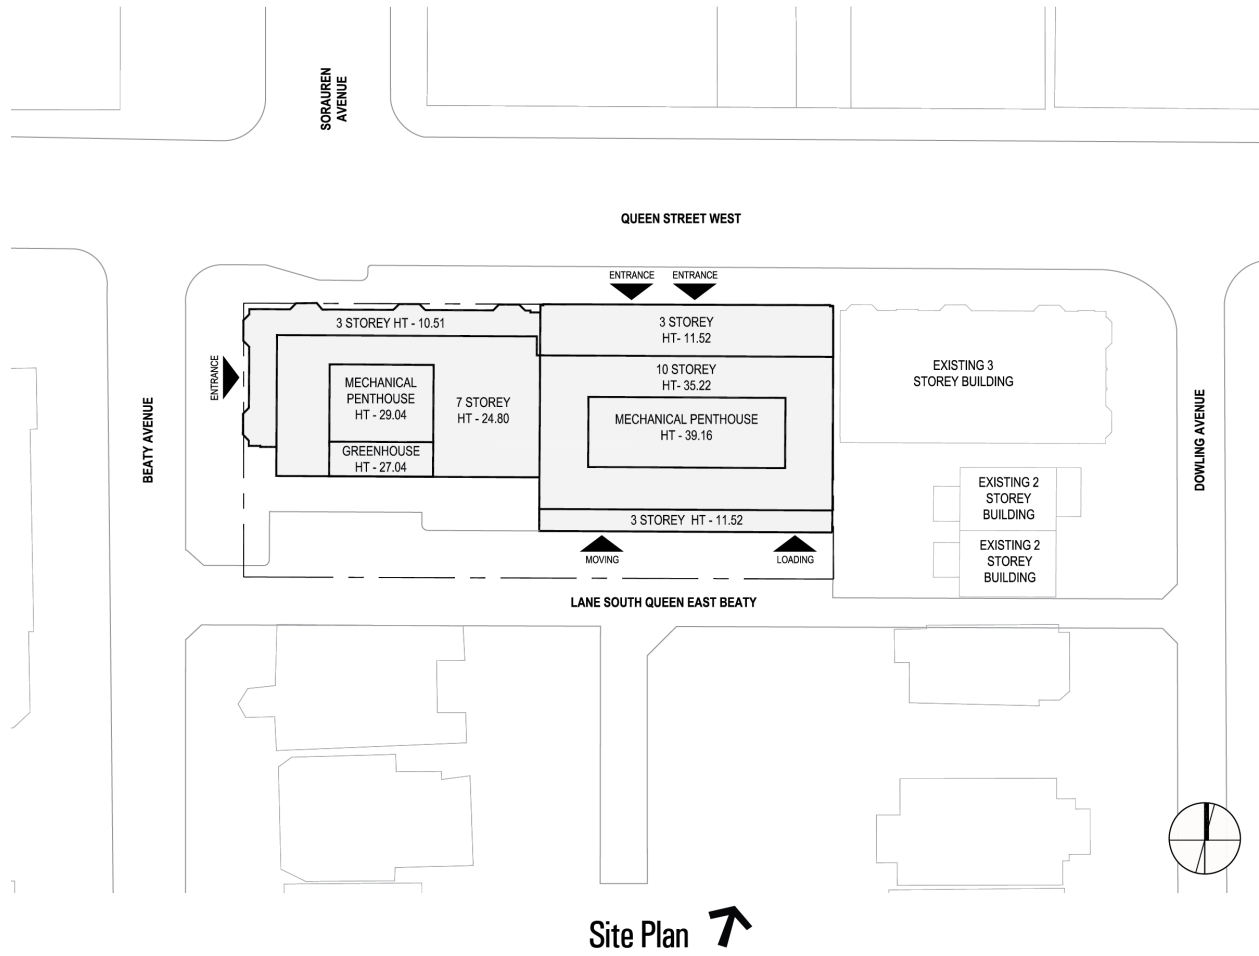 SORAUREN
AVENUE
QUEEN STREET WEST
ENTRANCE
ENTRANCE
3 STOREY HT - 10.51
3 STOREY
HT- 11.52
ENTRANCE
MECHANICAL
PENTHOUSE
HT - 29.04
7 STOREY
HT - 24.80
10 STOREY
HT- 35.22
MECHANICAL PENTHOUSE
HT - 39.16
EXISTING 3
STOREY BUILDING
BEATY AVENUE
DOWLING AVENUE
GREENHOUSE
HT - 27.04
EXISTING 2
STOREY
BUILDING
3 STOREY HT - 11.52
EXISTING 2
STOREY
BUILDING
MOVING
LOADING
LANE SOUTH QUEEN EAST BEATY
Site Plan